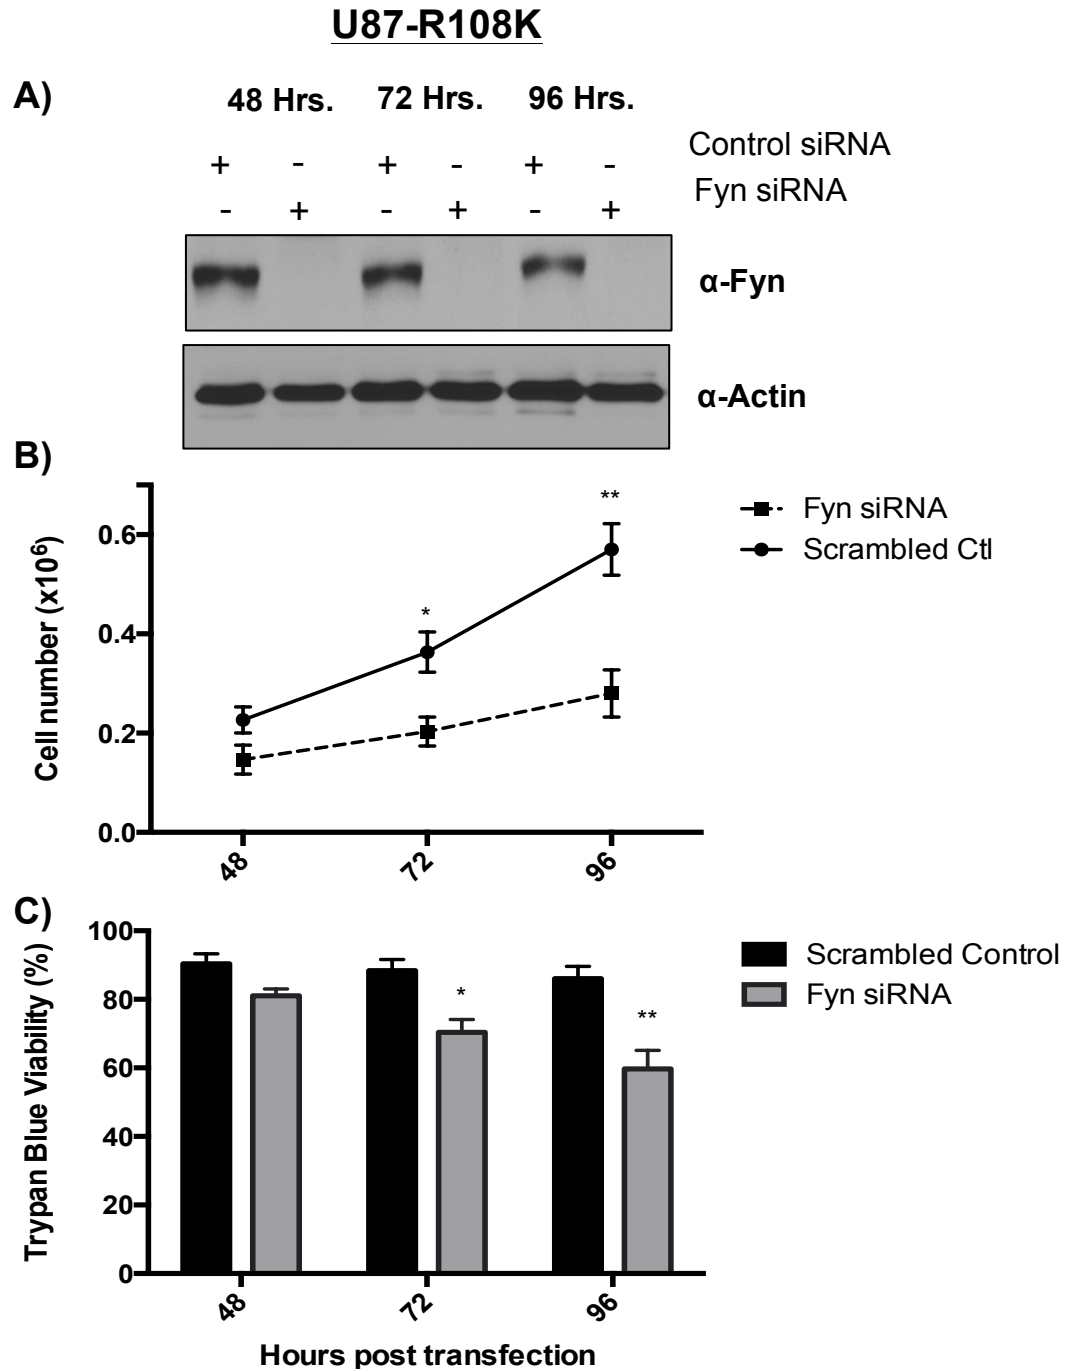 U87-R108K
A)
48 Hrs. 72 Hrs. 96 Hrs.
+ - + - + - Control siRNA
- + - + - + Fyn siRNA
α-Fyn
α-Actin
B)
Cell number (x10⁶)
0.6
0.4
0.2
0.0
* **
48 72 96
Fyn siRNA
Scrambled Ctl
C)
Trypan Blue Viability (%)
100
80
60
40
20
0
* **
48 72 96
Hours post transfection
Scrambled Control
Fyn siRNA